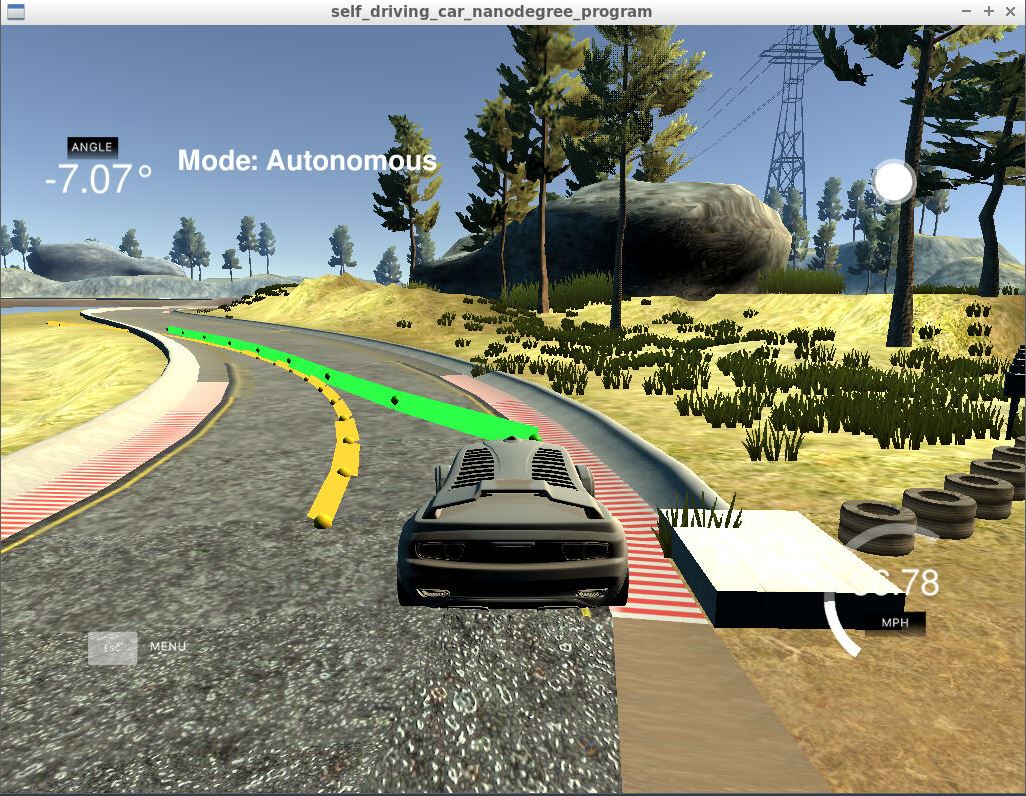 self_driving_car_nanodegree_program
ANGLE
-7.07°
Mode: Autonomous
MPH
ESC
MENU